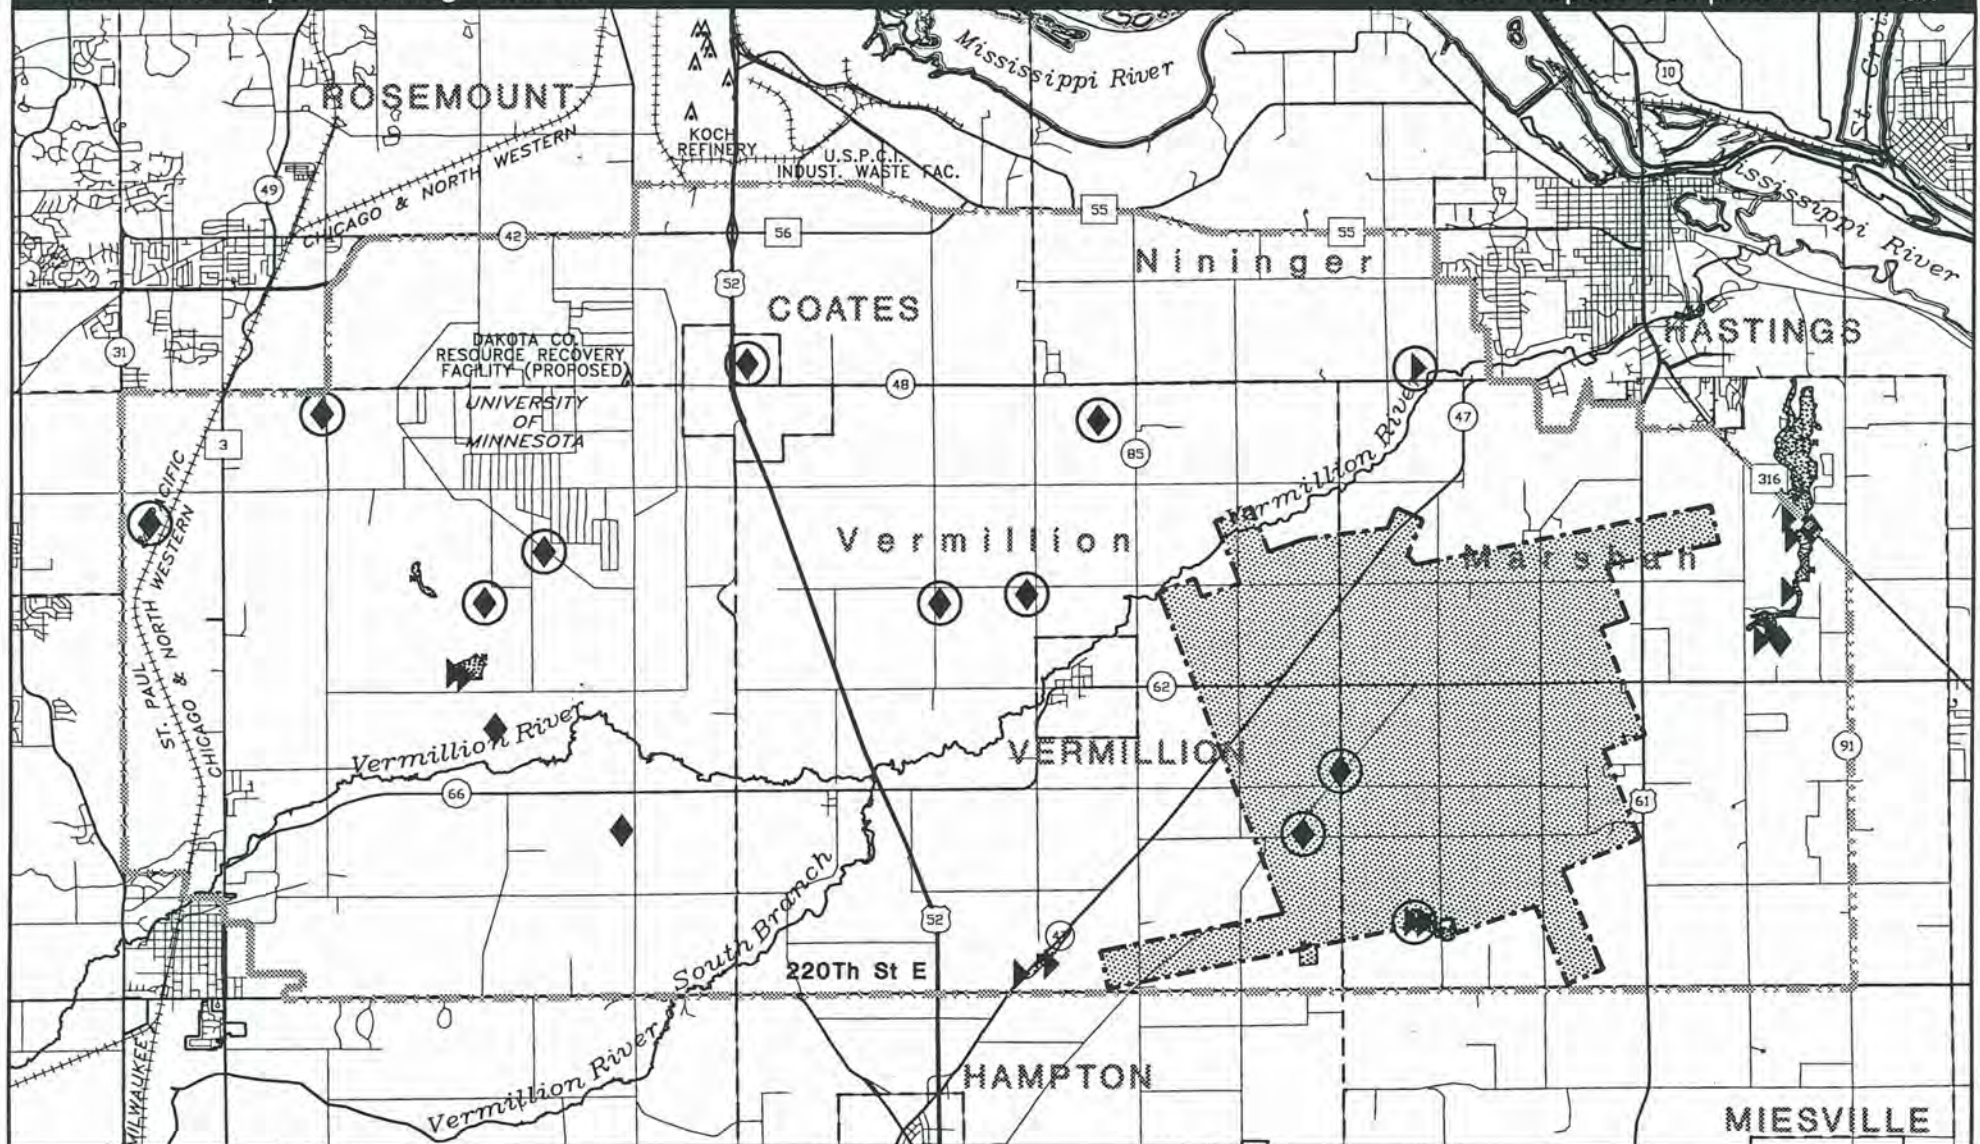 Mississippi River
10
St. Croix
ROSEMOUNT
KOCH
REFINERY
U.S.P.C.I.
INDUST. WASTE FAC.
CHICAGO & NORTH WESTERN
49
42
56
55
55
Mississippi River
52
Nininger
COATES
HASTINGS
31
DAKOTA CO.
RESOURCE RECOVERY
FACILITY (PROPOSED)
UNIVERSITY
OF
MINNESOTA
48
47
3
85
Vermillion River
316
ST. PAUL & PACIFIC
CHICAGO & NORTH WESTERN
Vermillion
Marshan
62
Vermillion River
VERMILLION
91
66
61
South Branch
52
220Th St E
Vermillion River
HAMPTON
MILWAUKEE
MIESVILLE